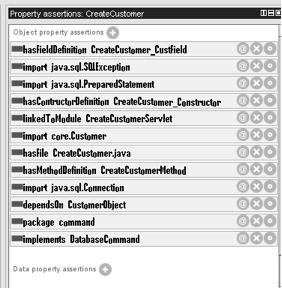 Property assertions: CreateCustomer
Object property assertions
hasFieldDefinition CreateCustomer_CustField
import java.sql.SQLException
import java.sql.PreparedStatement
hasContructorDefinition CreateCustomer_Constructor
linkedToModule CreateCustomerServlet
import core.Customer
hasFile CreateCustomer.java
hasMethodDefinition CreateCustomerMethod
import java.sql.Connection
dependsOn CustomerObject
package command
implements DatabaseCommand
Data property assertions